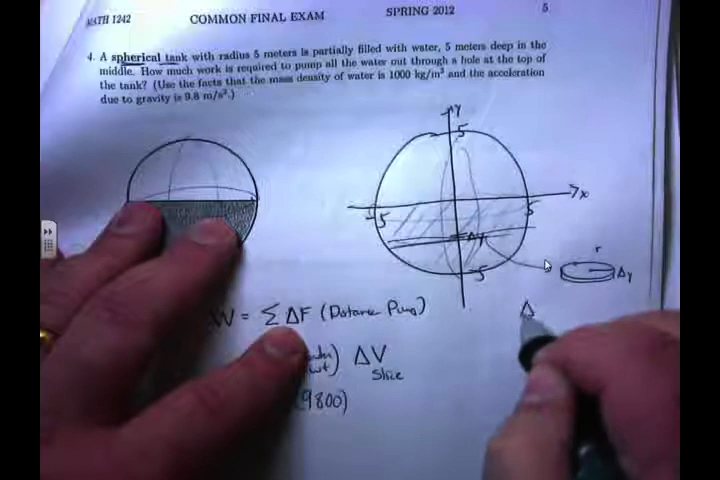 MATH 1242 COMMON FINAL EXAM SPRING 2012 5
4. A spherical tank with radius 5 meters is partially filled with water, 5 meters deep in the
middle. How much work is required to pump all the water out through a hole at the top of
the tank? (Use the facts that the mass density of water is 1000 kg/m³ and the acceleration
due to gravity is 9.8 m/s².)
Y
5
x
-5 5
Δy
r
Δy
-5
W = Σ ΔF (Distance Pump)
wt) ΔV
Slice
(9800)
Δ